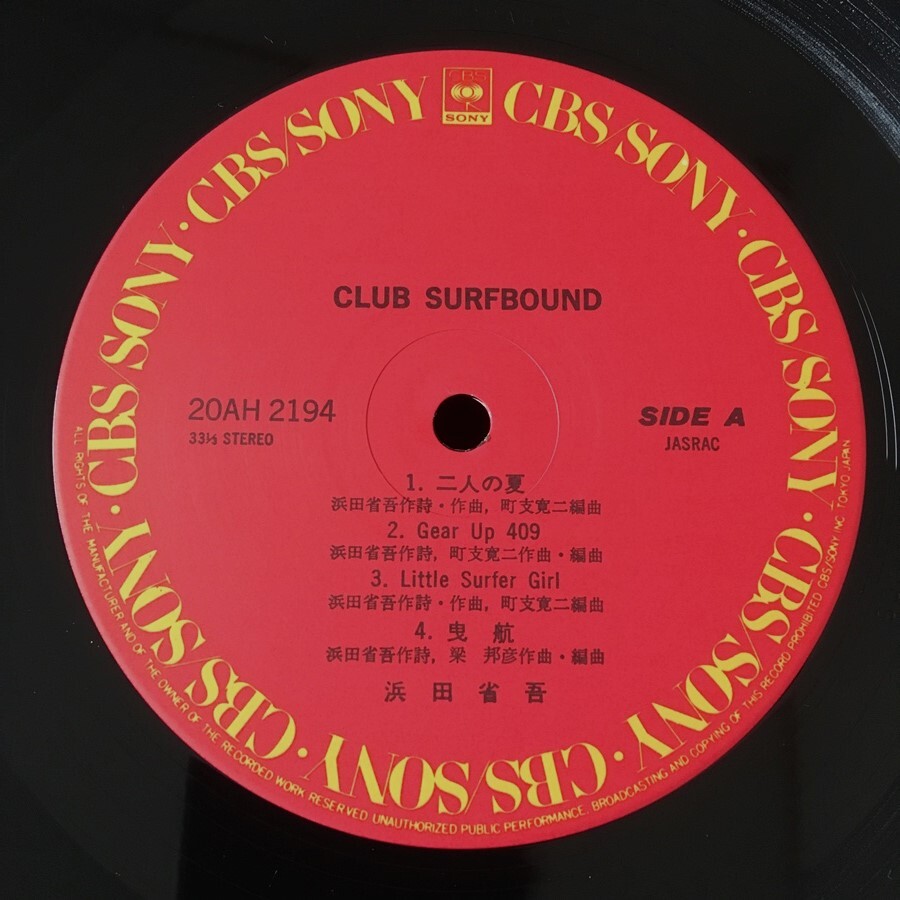 CBS
SONY
CBS/SONY · CBS/SONY · CBS/SONY · CBS/SONY · CBS/SONY · CBS/SONY · CBS/SONY · CBS/SONY
CLUB SURFBOUND
20AH 2194
33⅓ STEREO
SIDE A
JASRAC
1. 二人の夏
浜田省吾作詩・作曲, 町支寛二編曲
2. Gear Up 409
浜田省吾作詩, 町支寛二作曲・編曲
3. Little Surfer Girl
浜田省吾作詩・作曲, 町支寛二編曲
4. 曳 航
浜田省吾作詩, 梁 邦彦作曲・編曲
浜田省吾
ALL RIGHTS OF THE MANUFACTURER AND OF THE OWNER OF THE RECORDED WORK RESERVED UNAUTHORIZED PUBLIC PERFORMANCE, BROADCASTING AND COPYING OF THIS RECORD PROHIBITED CBS/SONY INC. TOKYO JAPAN